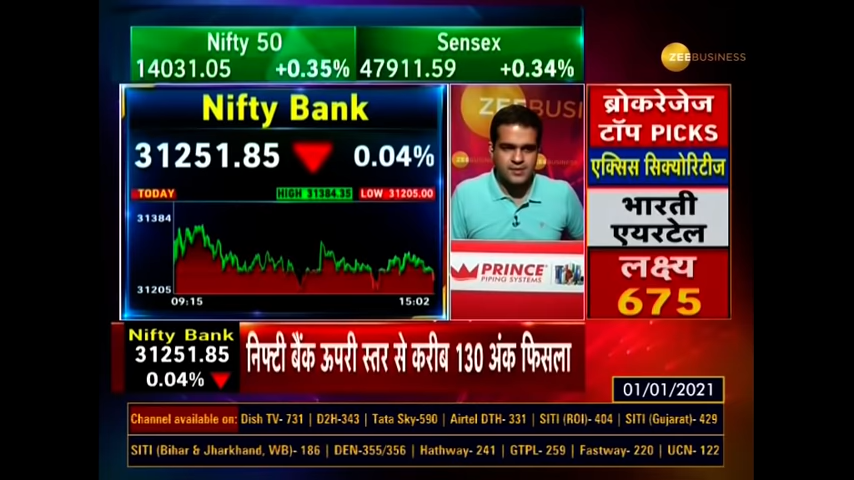 Nifty 50
14031.05 +0.35%
Sensex
47911.59 +0.34%
ZEE BUSINESS
Nifty Bank
31251.85 0.04%
TODAY HIGH 31384.35 LOW 31205.00
31384
31205
09:15 15:02
ZEE BUSI
PRINCE
PIPING SYSTEMS
ब्रोकरेजेज
टॉप PICKS
एक्सिस सिक्योरिटीज
भारती
एयरटेल
लक्ष्य
675
Nifty Bank
31251.85
0.04%
निफ्टी बैंक ऊपरी स्तर से करीब 130 अंक फिसला
01/01/2021
Channel available on: Dish TV- 731 | D2H-343 | Tata Sky-590 | Airtel DTH- 331 | SITI (ROI)- 404 | SITI (Gujarat)- 429
SITI (Bihar & Jharkhand, WB)- 186 | DEN-355/356 | Hathway-241 | GTPL- 259 | Fastway- 220 | UCN- 122